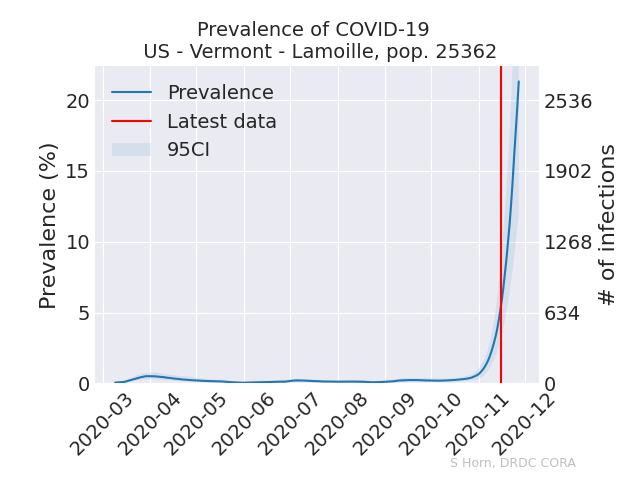 Prevalence of COVID-19
US - Vermont - Lamoille, pop. 25362
Prevalence
Latest data
95CI
Prevalence (%)
20
15
10
5
0
2536
1902
1268
634
0
# of infections
2020-03
2020-04
2020-05
2020-06
2020-07
2020-08
2020-09
2020-10
2020-11
2020-12
S Horn, DRDC CORA